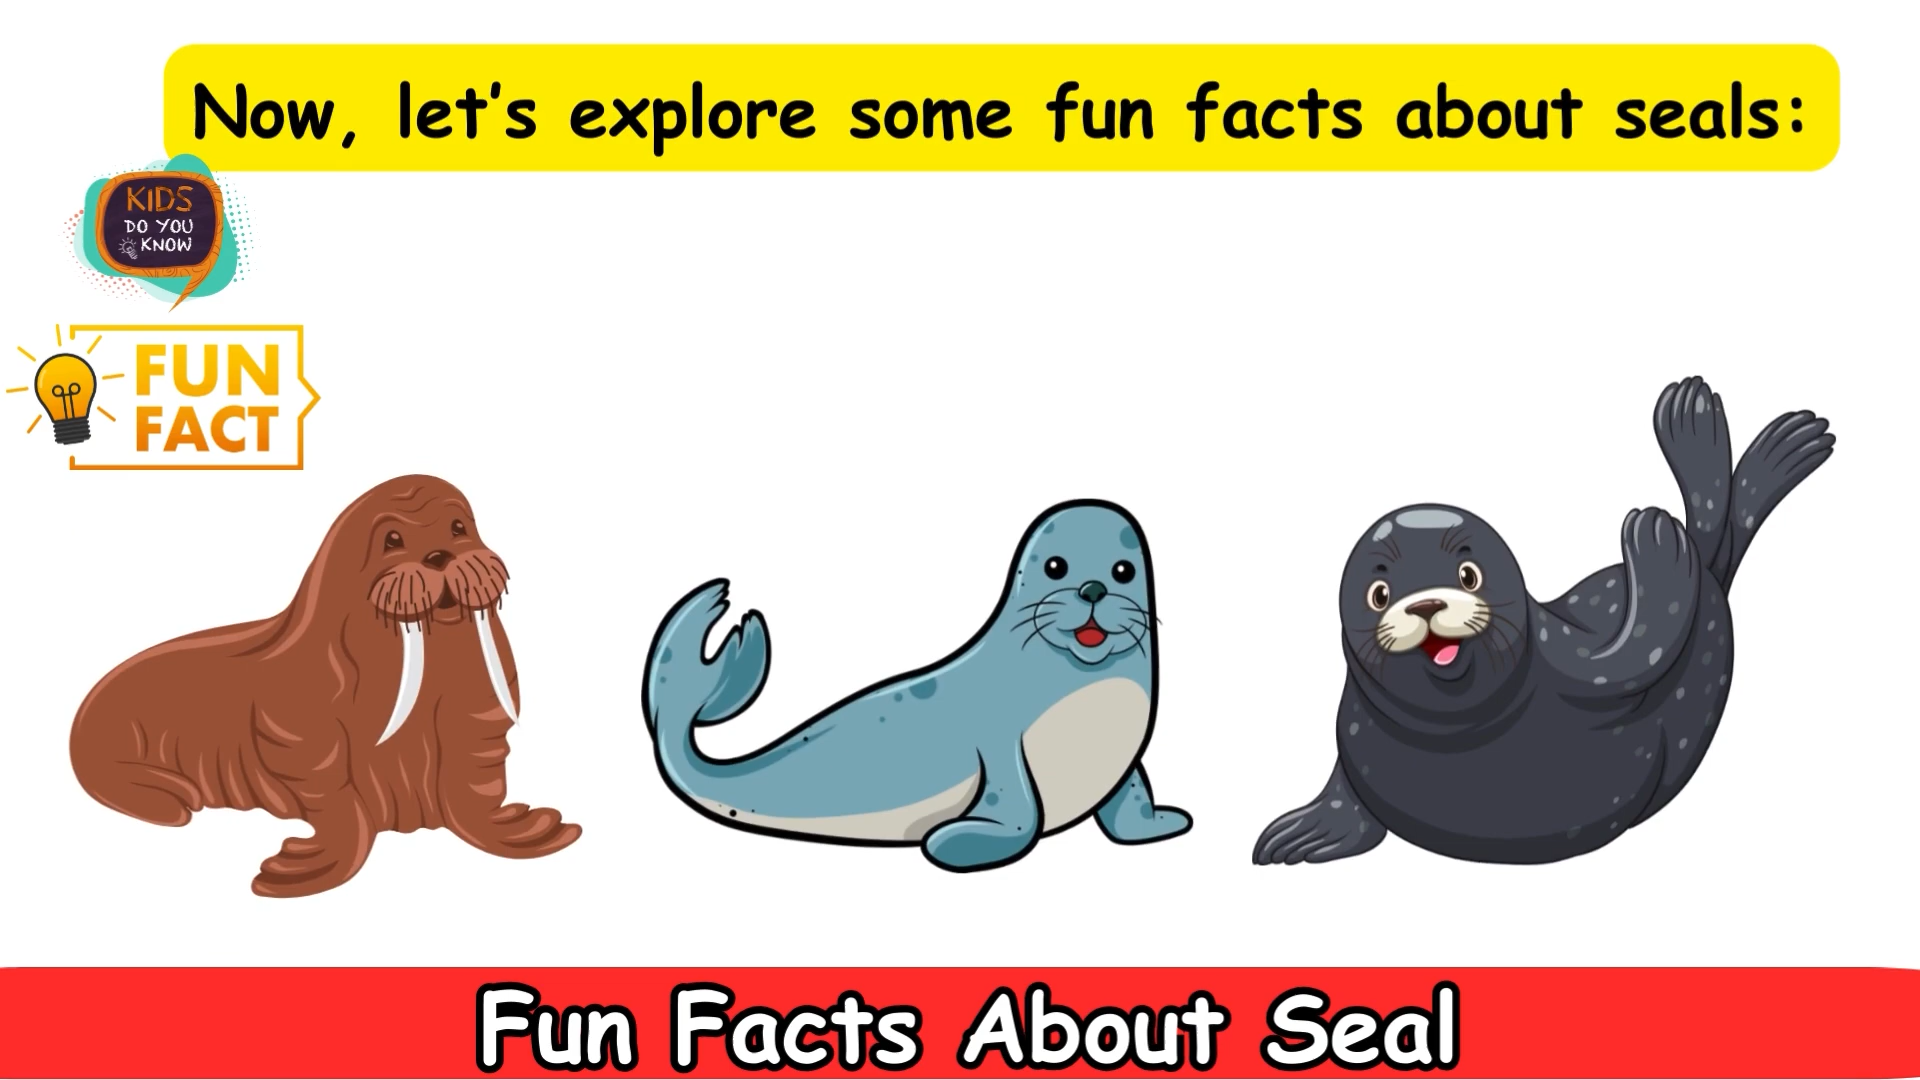 Now, let's explore some fun facts about seals:
KIDS
DO YOU
KNOW
FUN
FACT
Fun Facts About Seal